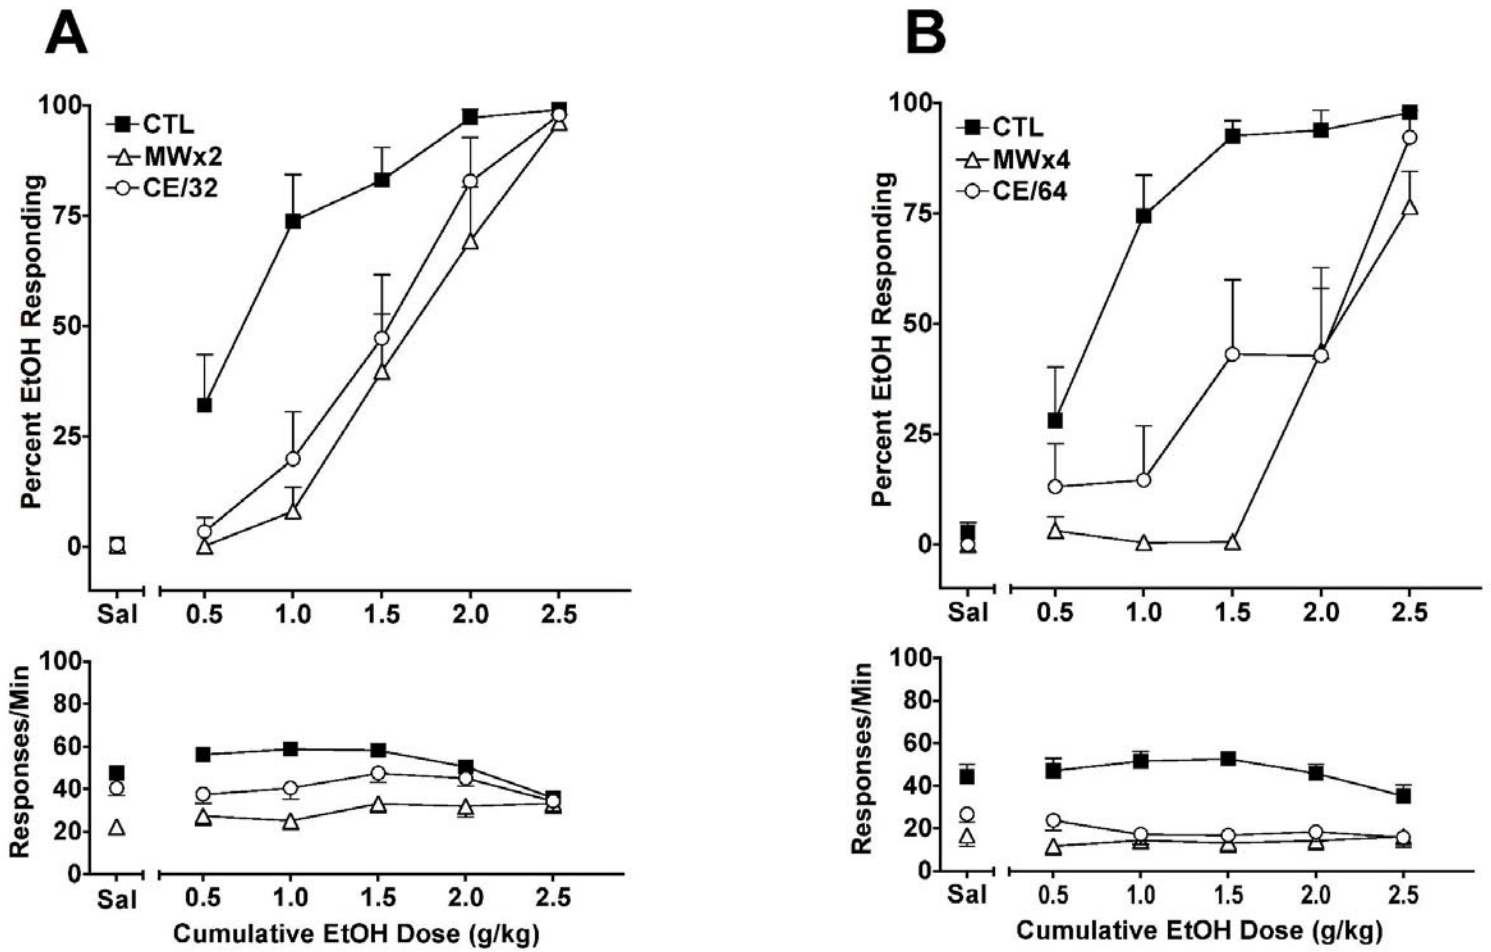 A
100
75
50
25
0
Percent EtOH Responding
CTL
MWx2
CE/32
Sal 0.5 1.0 1.5 2.0 2.5
100
80
60
40
20
0
Responses/Min
Sal 0.5 1.0 1.5 2.0 2.5
Cumulative EtOH Dose (g/kg)
B
100
75
50
25
0
Percent EtOH Responding
CTL
MWx4
CE/64
Sal 0.5 1.0 1.5 2.0 2.5
100
80
60
40
20
0
Responses/Min
Sal 0.5 1.0 1.5 2.0 2.5
Cumulative EtOH Dose (g/kg)